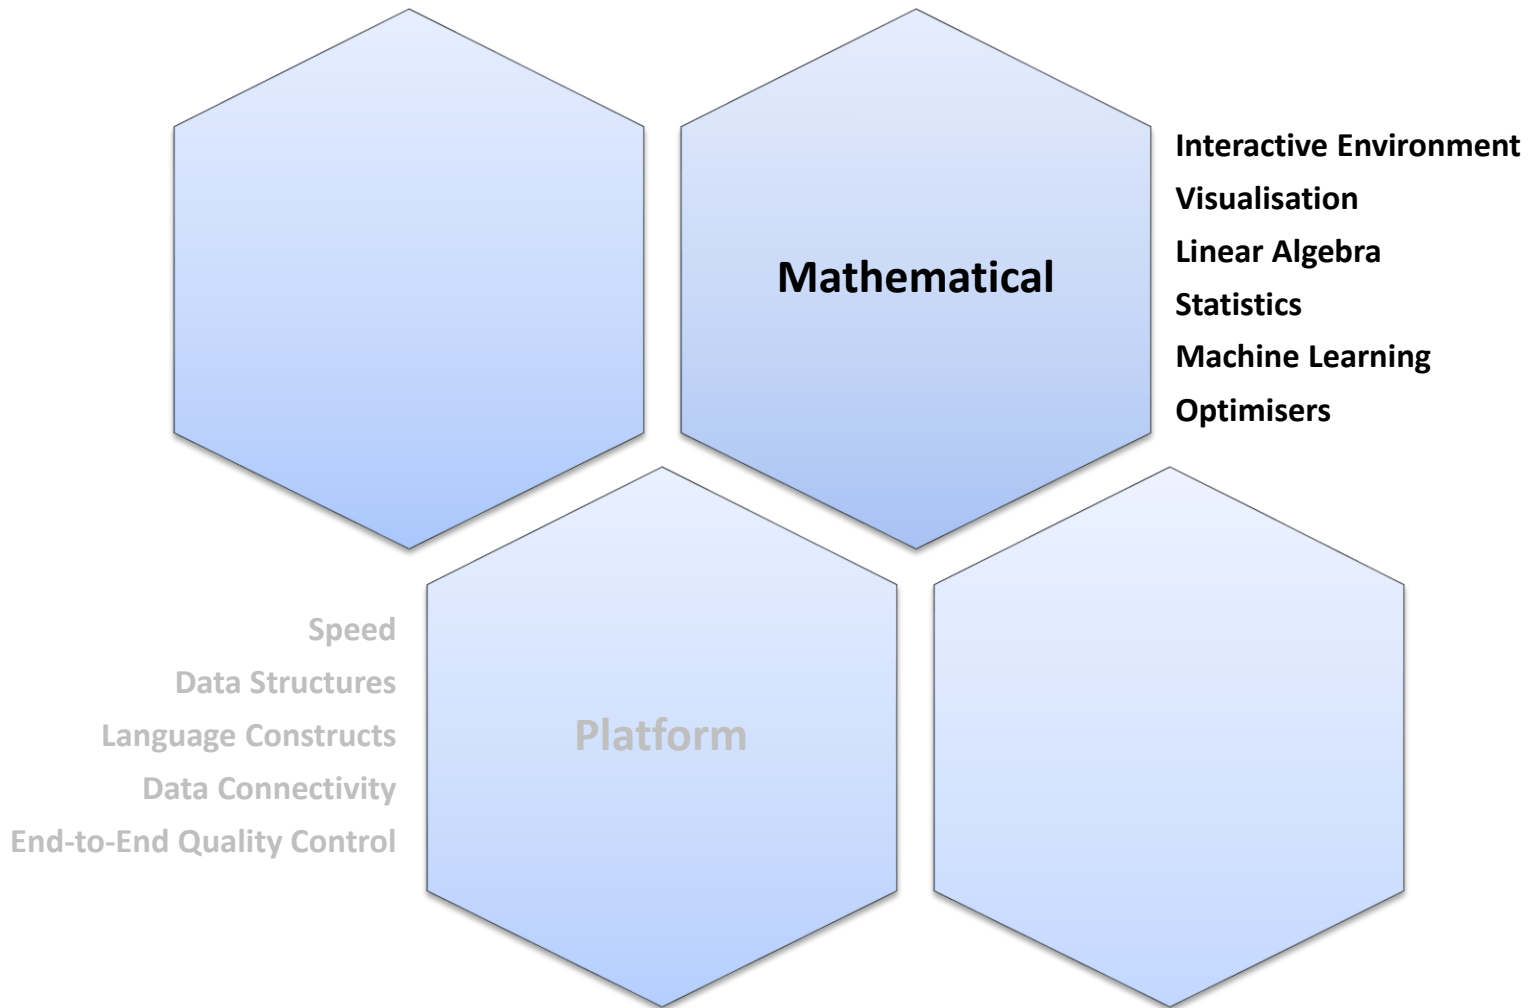 Mathematical
Interactive Environment
Visualisation
Linear Algebra
Statistics
Machine Learning
Optimisers
Speed
Data Structures
Language Constructs
Data Connectivity
End-to-End Quality Control
Platform